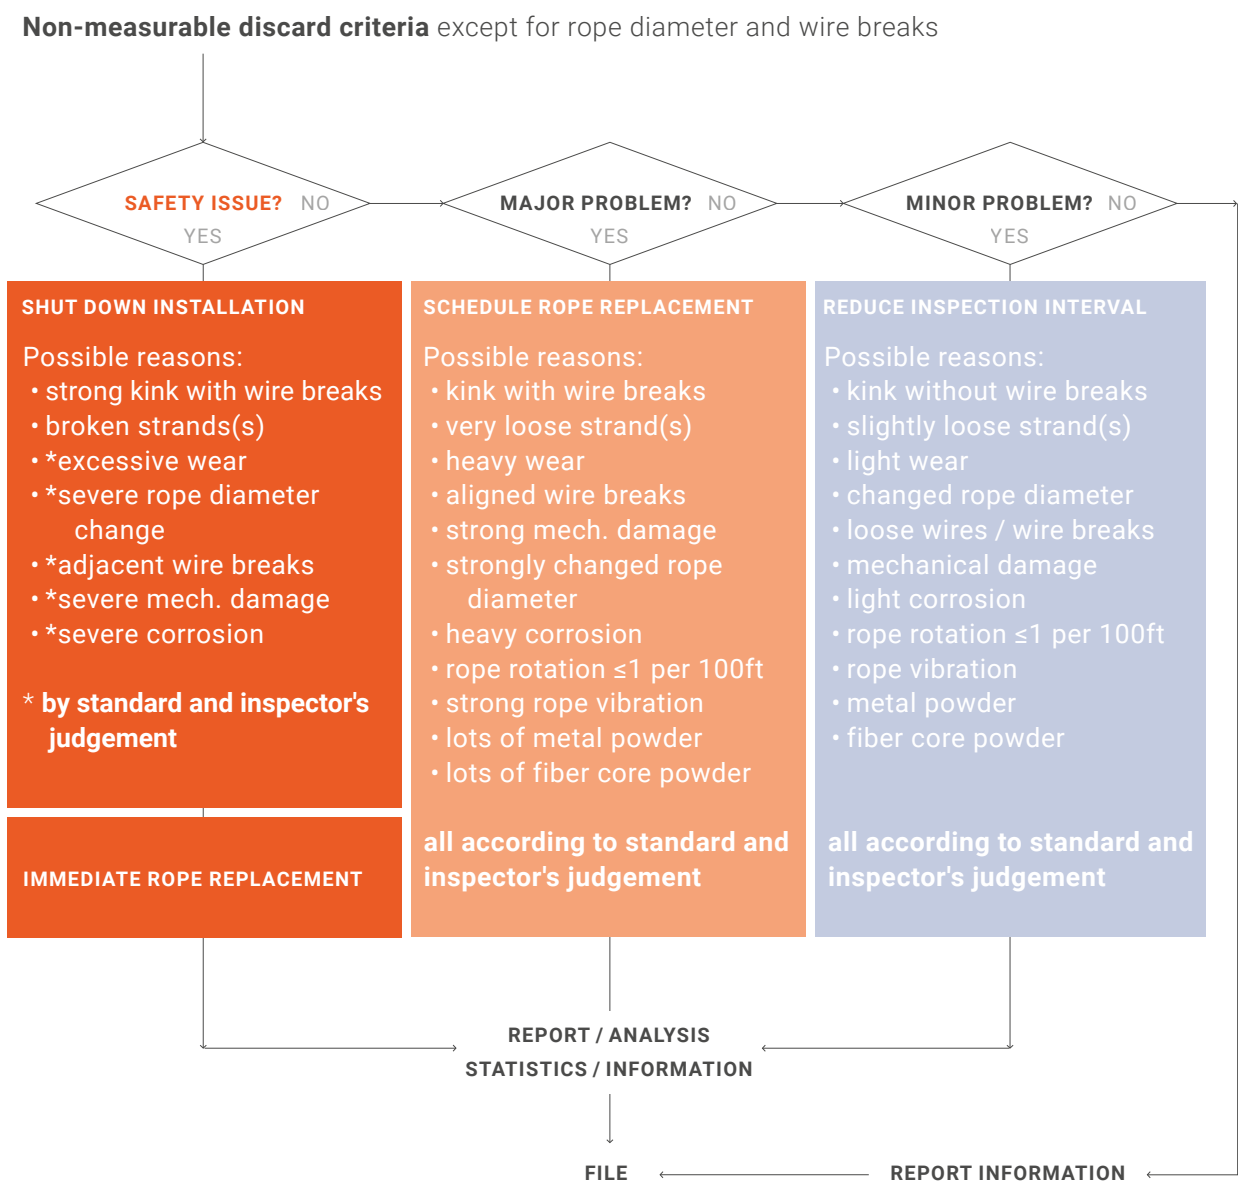 Non-measurable discard criteria except for rope diameter and wire breaks
SAFETY ISSUE? NO
YES
MAJOR PROBLEM? NO
YES
MINOR PROBLEM? NO
YES
SHUT DOWN INSTALLATION
Possible reasons:
• strong kink with wire breaks
• broken strands(s)
• *excessive wear
• *severe rope diameter
change
• *adjacent wire breaks
• *severe mech. damage
• *severe corrosion
* by standard and inspector's
judgement
IMMEDIATE ROPE REPLACEMENT
SCHEDULE ROPE REPLACEMENT
Possible reasons:
• kink with wire breaks
• very loose strand(s)
• heavy wear
• aligned wire breaks
• strong mech. damage
• strongly changed rope
diameter
• heavy corrosion
• rope rotation ≤1 per 100ft
• strong rope vibration
• lots of metal powder
• lots of fiber core powder
all according to standard and
inspector's judgement
REDUCE INSPECTION INTERVAL
Possible reasons:
• kink without wire breaks
• slightly loose strand(s)
• light wear
• changed rope diameter
• loose wires / wire breaks
• mechanical damage
• light corrosion
• rope rotation ≤1 per 100ft
• rope vibration
• metal powder
• fiber core powder
all according to standard and
inspector's judgement
REPORT / ANALYSIS
STATISTICS / INFORMATION
FILE
REPORT INFORMATION